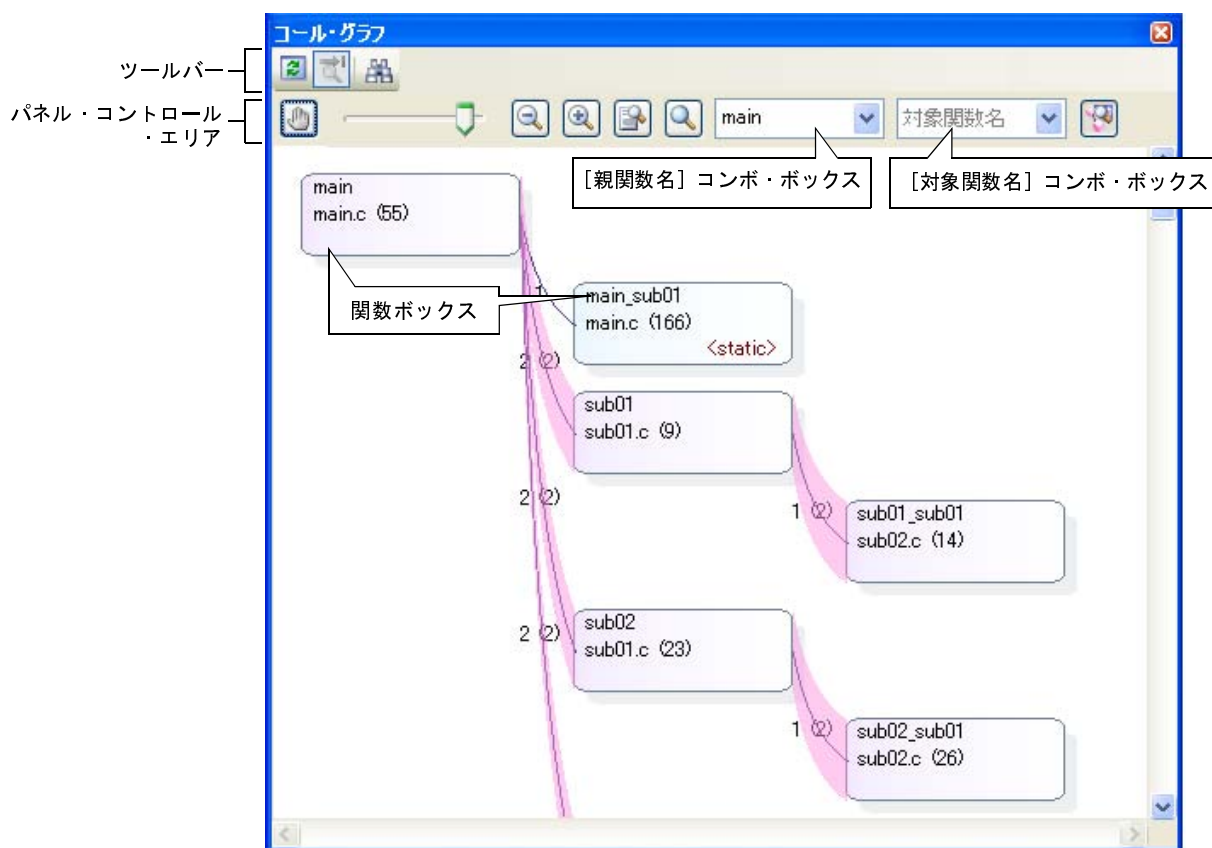 コール・グラフ
ツールバー
パネル・コントロール
・エリア
main
対象関数名
[親関数名] コンボ・ボックス
[対象関数名] コンボ・ボックス
main
main.c (55)
関数ボックス
1
main_sub01
main.c (166)
<static>
2 (2)
sub01
sub01.c (9)
2 (2)
1 (2)
sub01_sub01
sub02.c (14)
2 (2)
sub02
sub01.c (23)
1 (2)
sub02_sub01
sub02.c (26)